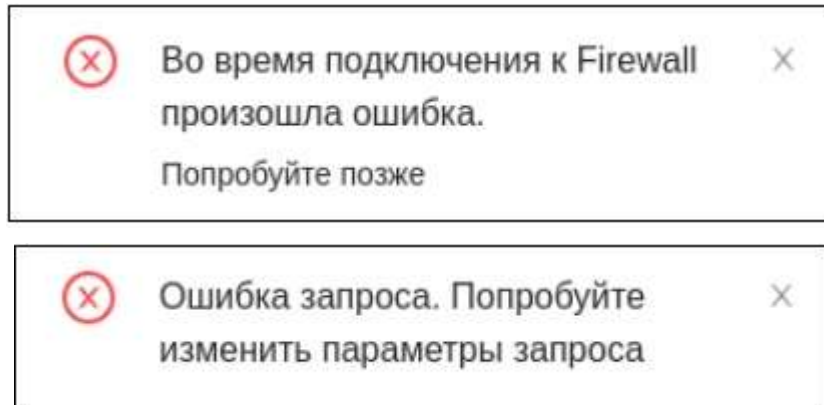 Во время подключения к Firewall
произошла ошибка.
Попробуйте позже
Ошибка запроса. Попробуйте
изменить параметры запроса